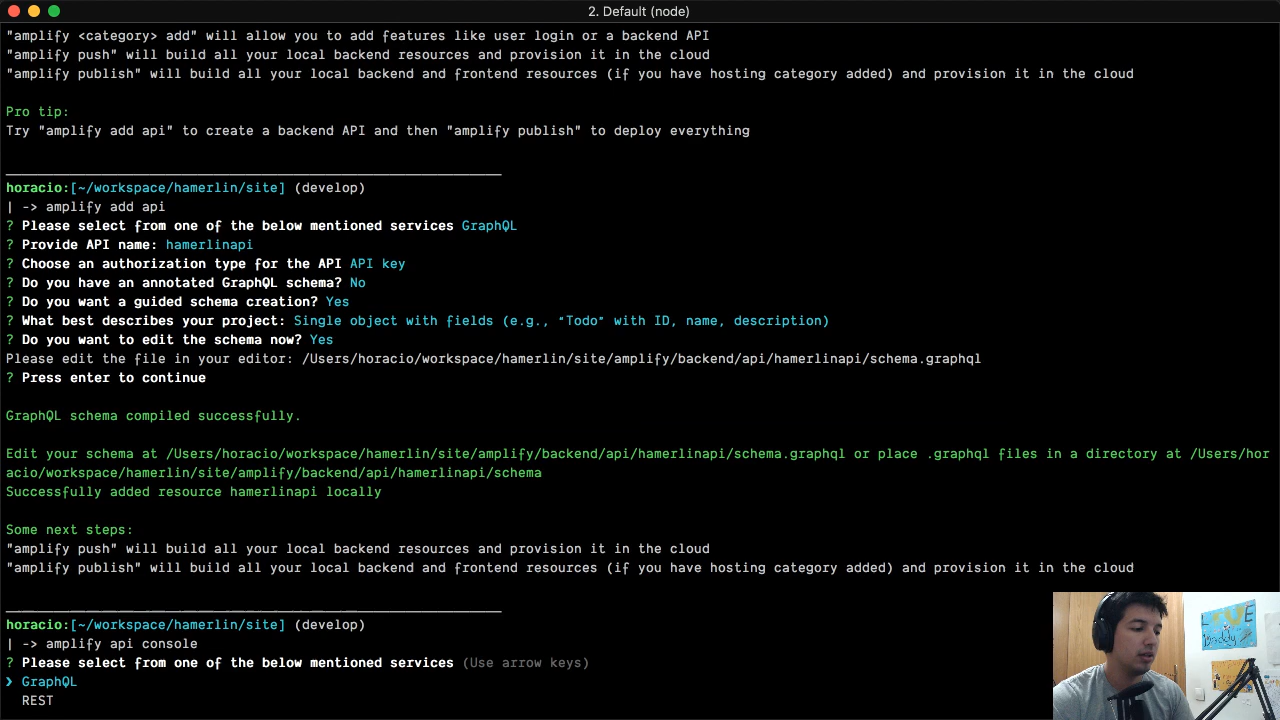 2. Default (node)
"amplify <category> add" will allow you to add features like user login or a backend API
"amplify push" will build all your local backend resources and provision it in the cloud
"amplify publish" will build all your local backend and frontend resources (if you have hosting category added) and provision it in the cloud
Pro tip:
Try "amplify add api" to create a backend API and then "amplify publish" to deploy everything
horacio:[~/workspace/hamerlin/site] (develop)
| -> amplify add api
? Please select from one of the below mentioned services GraphQL
? Provide API name: hamerlinapi
? Choose an authorization type for the API API key
? Do you have an annotated GraphQL schema? No
? Do you want a guided schema creation? Yes
? What best describes your project: Single object with fields (e.g., “Todo” with ID, name, description)
? Do you want to edit the schema now? Yes
Please edit the file in your editor: /Users/horacio/workspace/hamerlin/site/amplify/backend/api/hamerlinapi/schema.graphql
? Press enter to continue
GraphQL schema compiled successfully.
Edit your schema at /Users/horacio/workspace/hamerlin/site/amplify/backend/api/hamerlinapi/schema.graphql or place .graphql files in a directory at /Users/hor
acio/workspace/hamerlin/site/amplify/backend/api/hamerlinapi/schema
Successfully added resource hamerlinapi locally
Some next steps:
"amplify push" will build all your local backend resources and provision it in the cloud
"amplify publish" will build all your local backend and frontend resources (if you have hosting category added) and provision it in the cloud
horacio:[~/workspace/hamerlin/site] (develop)
| -> amplify api console
? Please select from one of the below mentioned services (Use arrow keys)
❯ GraphQL
REST